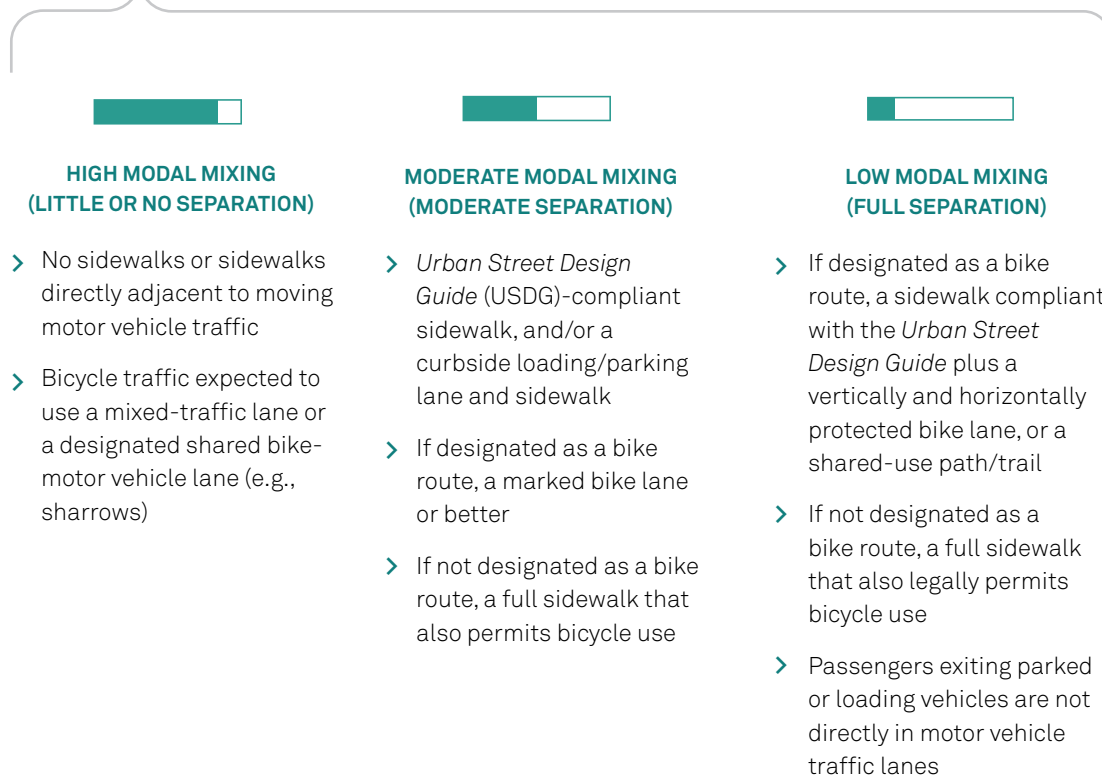 HIGH MODAL MIXING
(LITTLE OR NO SEPARATION)
> No sidewalks or sidewalks
directly adjacent to moving
motor vehicle traffic
> Bicycle traffic expected to
use a mixed-traffic lane or
a designated shared bike-
motor vehicle lane (e.g.,
sharrows)
MODERATE MODAL MIXING
(MODERATE SEPARATION)
> Urban Street Design
Guide (USDG)-compliant
sidewalk, and/or a
curbside loading/parking
lane and sidewalk
> If designated as a bike
route, a marked bike lane
or better
> If not designated as a bike
route, a full sidewalk that
also permits bicycle use
LOW MODAL MIXING
(FULL SEPARATION)
> If designated as a bike
route, a sidewalk compliant
with the Urban Street
Design Guide plus a
vertically and horizontally
protected bike lane, or a
shared-use path/trail
> If not designated as a
bike route, a full sidewalk
that also legally permits
bicycle use
> Passengers exiting parked
or loading vehicles are not
directly in motor vehicle
traffic lanes